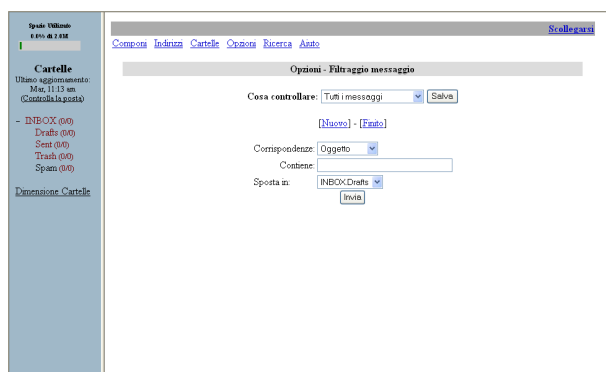 Spazio Utilizzato
0.0% di 2.0M
Cartelle
Ultimo aggiornamento:
Mar, 11:13 am
(Controlla la posta)
– INBOX (0/0)
Drafts (0/0)
Sent (0/0)
Trash (0/0)
Spam (0/0)
Dimensione Cartelle
Scollegarsi
Componi Indirizzi Cartelle Opzioni Ricerca Aiuto
Opzioni - Filtraggio messaggio
Cosa controllare: Tutti i messaggi Salva
[Nuovo] - [Finito]
Corrispondenze: Oggetto
Contiene:
Sposta in: INBOX.Drafts
Invia